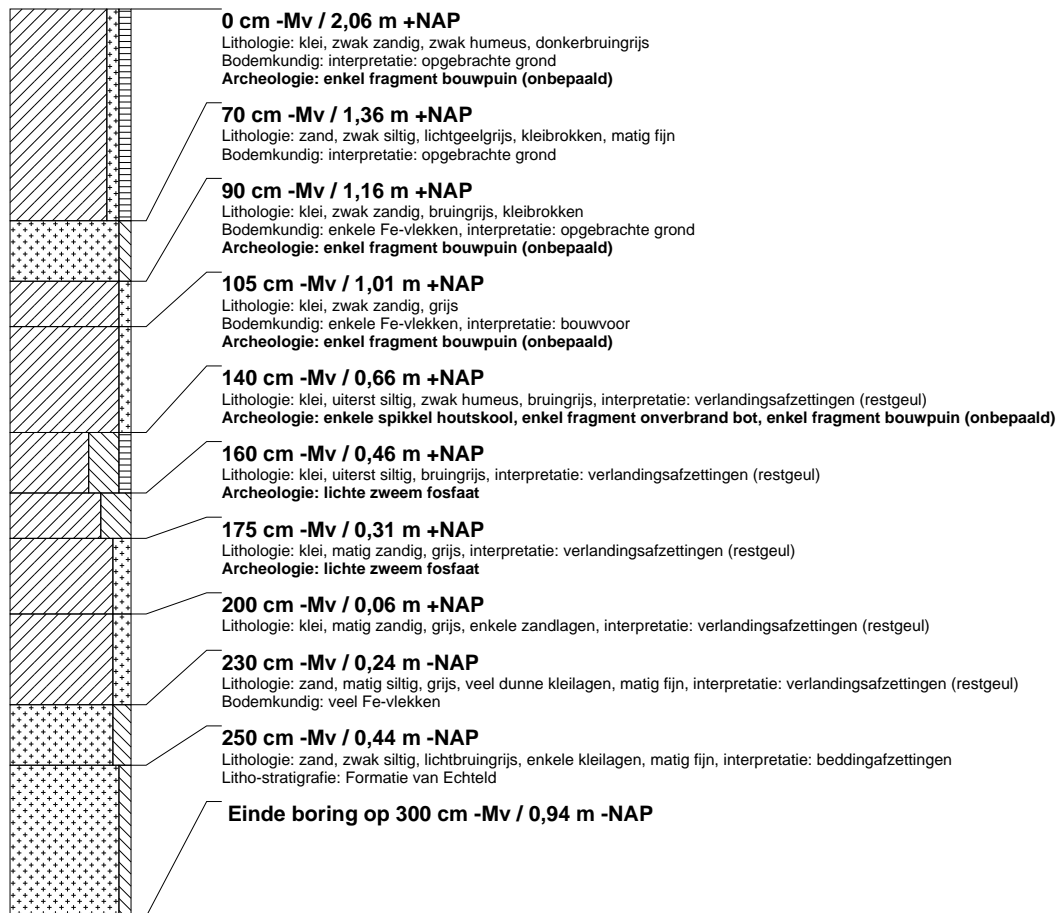 0 cm -Mv / 2,06 m +NAP
Lithologie: klei, zwak zandig, zwak humeus, donkerbruingrijs
Bodemkundig: interpretatie: opgebrachte grond
Archeologie: enkel fragment bouwpuin (onbepaald)
70 cm -Mv / 1,36 m +NAP
Lithologie: zand, zwak siltig, lichtgeelgrijs, kleibrokken, matig fijn
Bodemkundig: interpretatie: opgebrachte grond
90 cm -Mv / 1,16 m +NAP
Lithologie: klei, zwak zandig, bruingrijs, kleibrokken
Bodemkundig: enkele Fe-vlekken, interpretatie: opgebrachte grond
Archeologie: enkel fragment bouwpuin (onbepaald)
105 cm -Mv / 1,01 m +NAP
Lithologie: klei, zwak zandig, grijs
Bodemkundig: enkele Fe-vlekken, interpretatie: bouwvoor
Archeologie: enkel fragment bouwpuin (onbepaald)
140 cm -Mv / 0,66 m +NAP
Lithologie: klei, uiterst siltig, zwak humeus, bruingrijs, interpretatie: verlandingsafzettingen (restgeul)
Archeologie: enkele spikkel houtskool, enkel fragment onverbrand bot, enkel fragment bouwpuin (onbepaald)
160 cm -Mv / 0,46 m +NAP
Lithologie: klei, uiterst siltig, bruingrijs, interpretatie: verlandingsafzettingen (restgeul)
Archeologie: lichte zweem fosfaat
175 cm -Mv / 0,31 m +NAP
Lithologie: klei, matig zandig, grijs, interpretatie: verlandingsafzettingen (restgeul)
Archeologie: lichte zweem fosfaat
200 cm -Mv / 0,06 m +NAP
Lithologie: klei, matig zandig, grijs, enkele zandlagen, interpretatie: verlandingsafzettingen (restgeul)
230 cm -Mv / 0,24 m -NAP
Lithologie: zand, matig siltig, grijs, veel dunne kleilagen, matig fijn, interpretatie: verlandingsafzettingen (restgeul)
Bodemkundig: veel Fe-vlekken
250 cm -Mv / 0,44 m -NAP
Lithologie: zand, zwak siltig, lichtbruingrijs, enkele kleilagen, matig fijn, interpretatie: beddingafzettingen
Litho-stratigrafie: Formatie van Echteld
Einde boring op 300 cm -Mv / 0,94 m -NAP